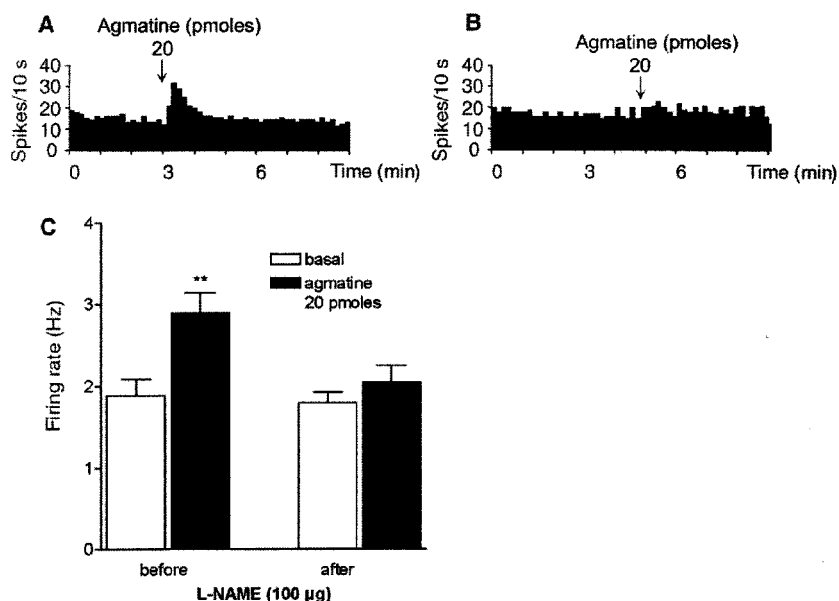 A
Agmatine (pmoles)
20
Spikes/10 s
40
30
20
10
0
0 3 6 Time (min)
B
Agmatine (pmoles)
20
Spikes/10 s
40
30
20
10
0
0 3 6 Time (min)
C
Firing rate (Hz)
4
3
2
1
0
**
basal
agmatine
20 pmoles
before after
L-NAME (100 µg)